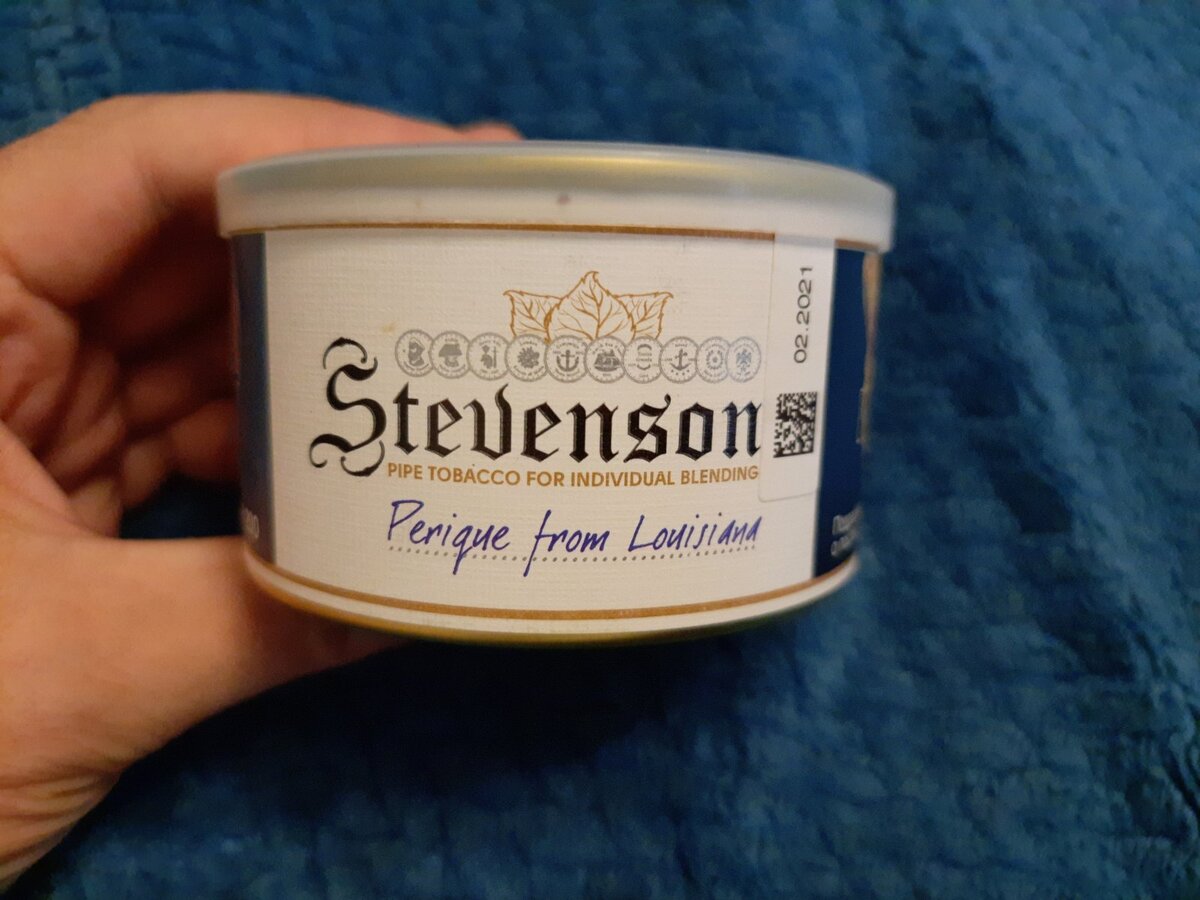 Stevenson
PIPE TOBACCO FOR INDIVIDUAL BLENDING
Perique from Louisiana
02.2021